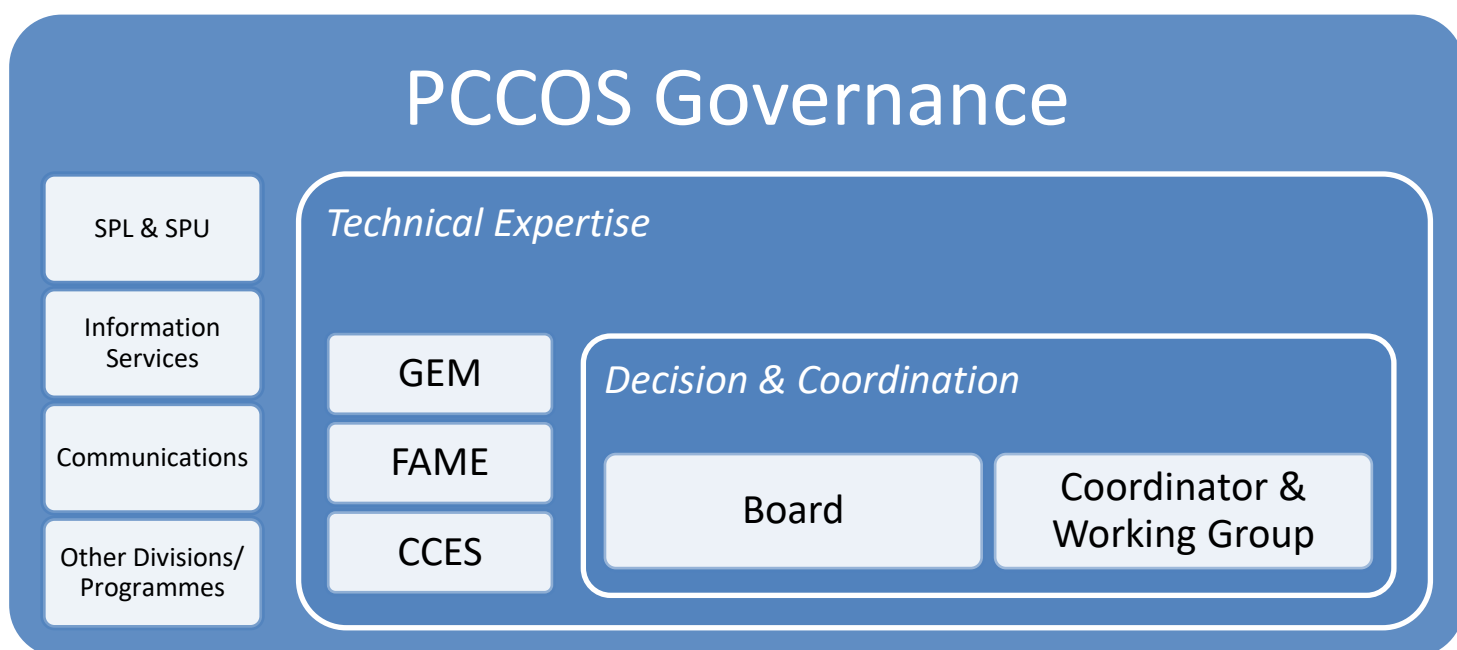 PCCOS Governance
SPL & SPU
Information
Services
Communications
Other Divisions/
Programmes
Technical Expertise
GEM
FAME
CCES
Decision & Coordination
Board
Coordinator &
Working Group